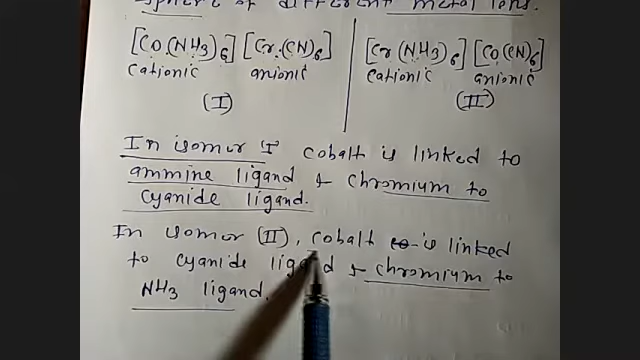 sphere of different metal ions.
[CO(NH3)6] [Cr(CN)6] [Cr(NH3)6] [CO(CN)6]
cationic anionic cationic anionic
(I) (II)
In isomer I cobalt is linked to
ammine ligand & chromium to
cyanide ligand.
In isomer (II), cobalt is linked
to cyanide ligand & chromium to
NH3 ligand.